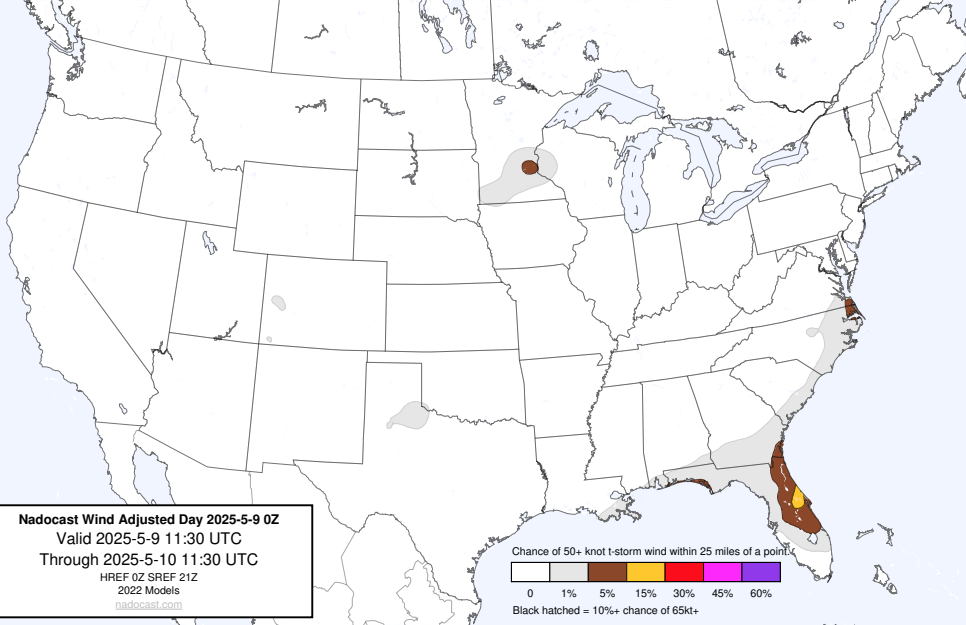 Nadocast Wind Adjusted Day 2025-5-9 0Z
Valid 2025-5-9 11:30 UTC
Through 2025-5-10 11:30 UTC
HREF 0Z SREF 21Z
2022 Models
nadocast.com
Chance of 50+ knot t-storm wind within 25 miles of a point.
0 1% 5% 15% 30% 45% 60%
Black hatched = 10%+ chance of 65kt+